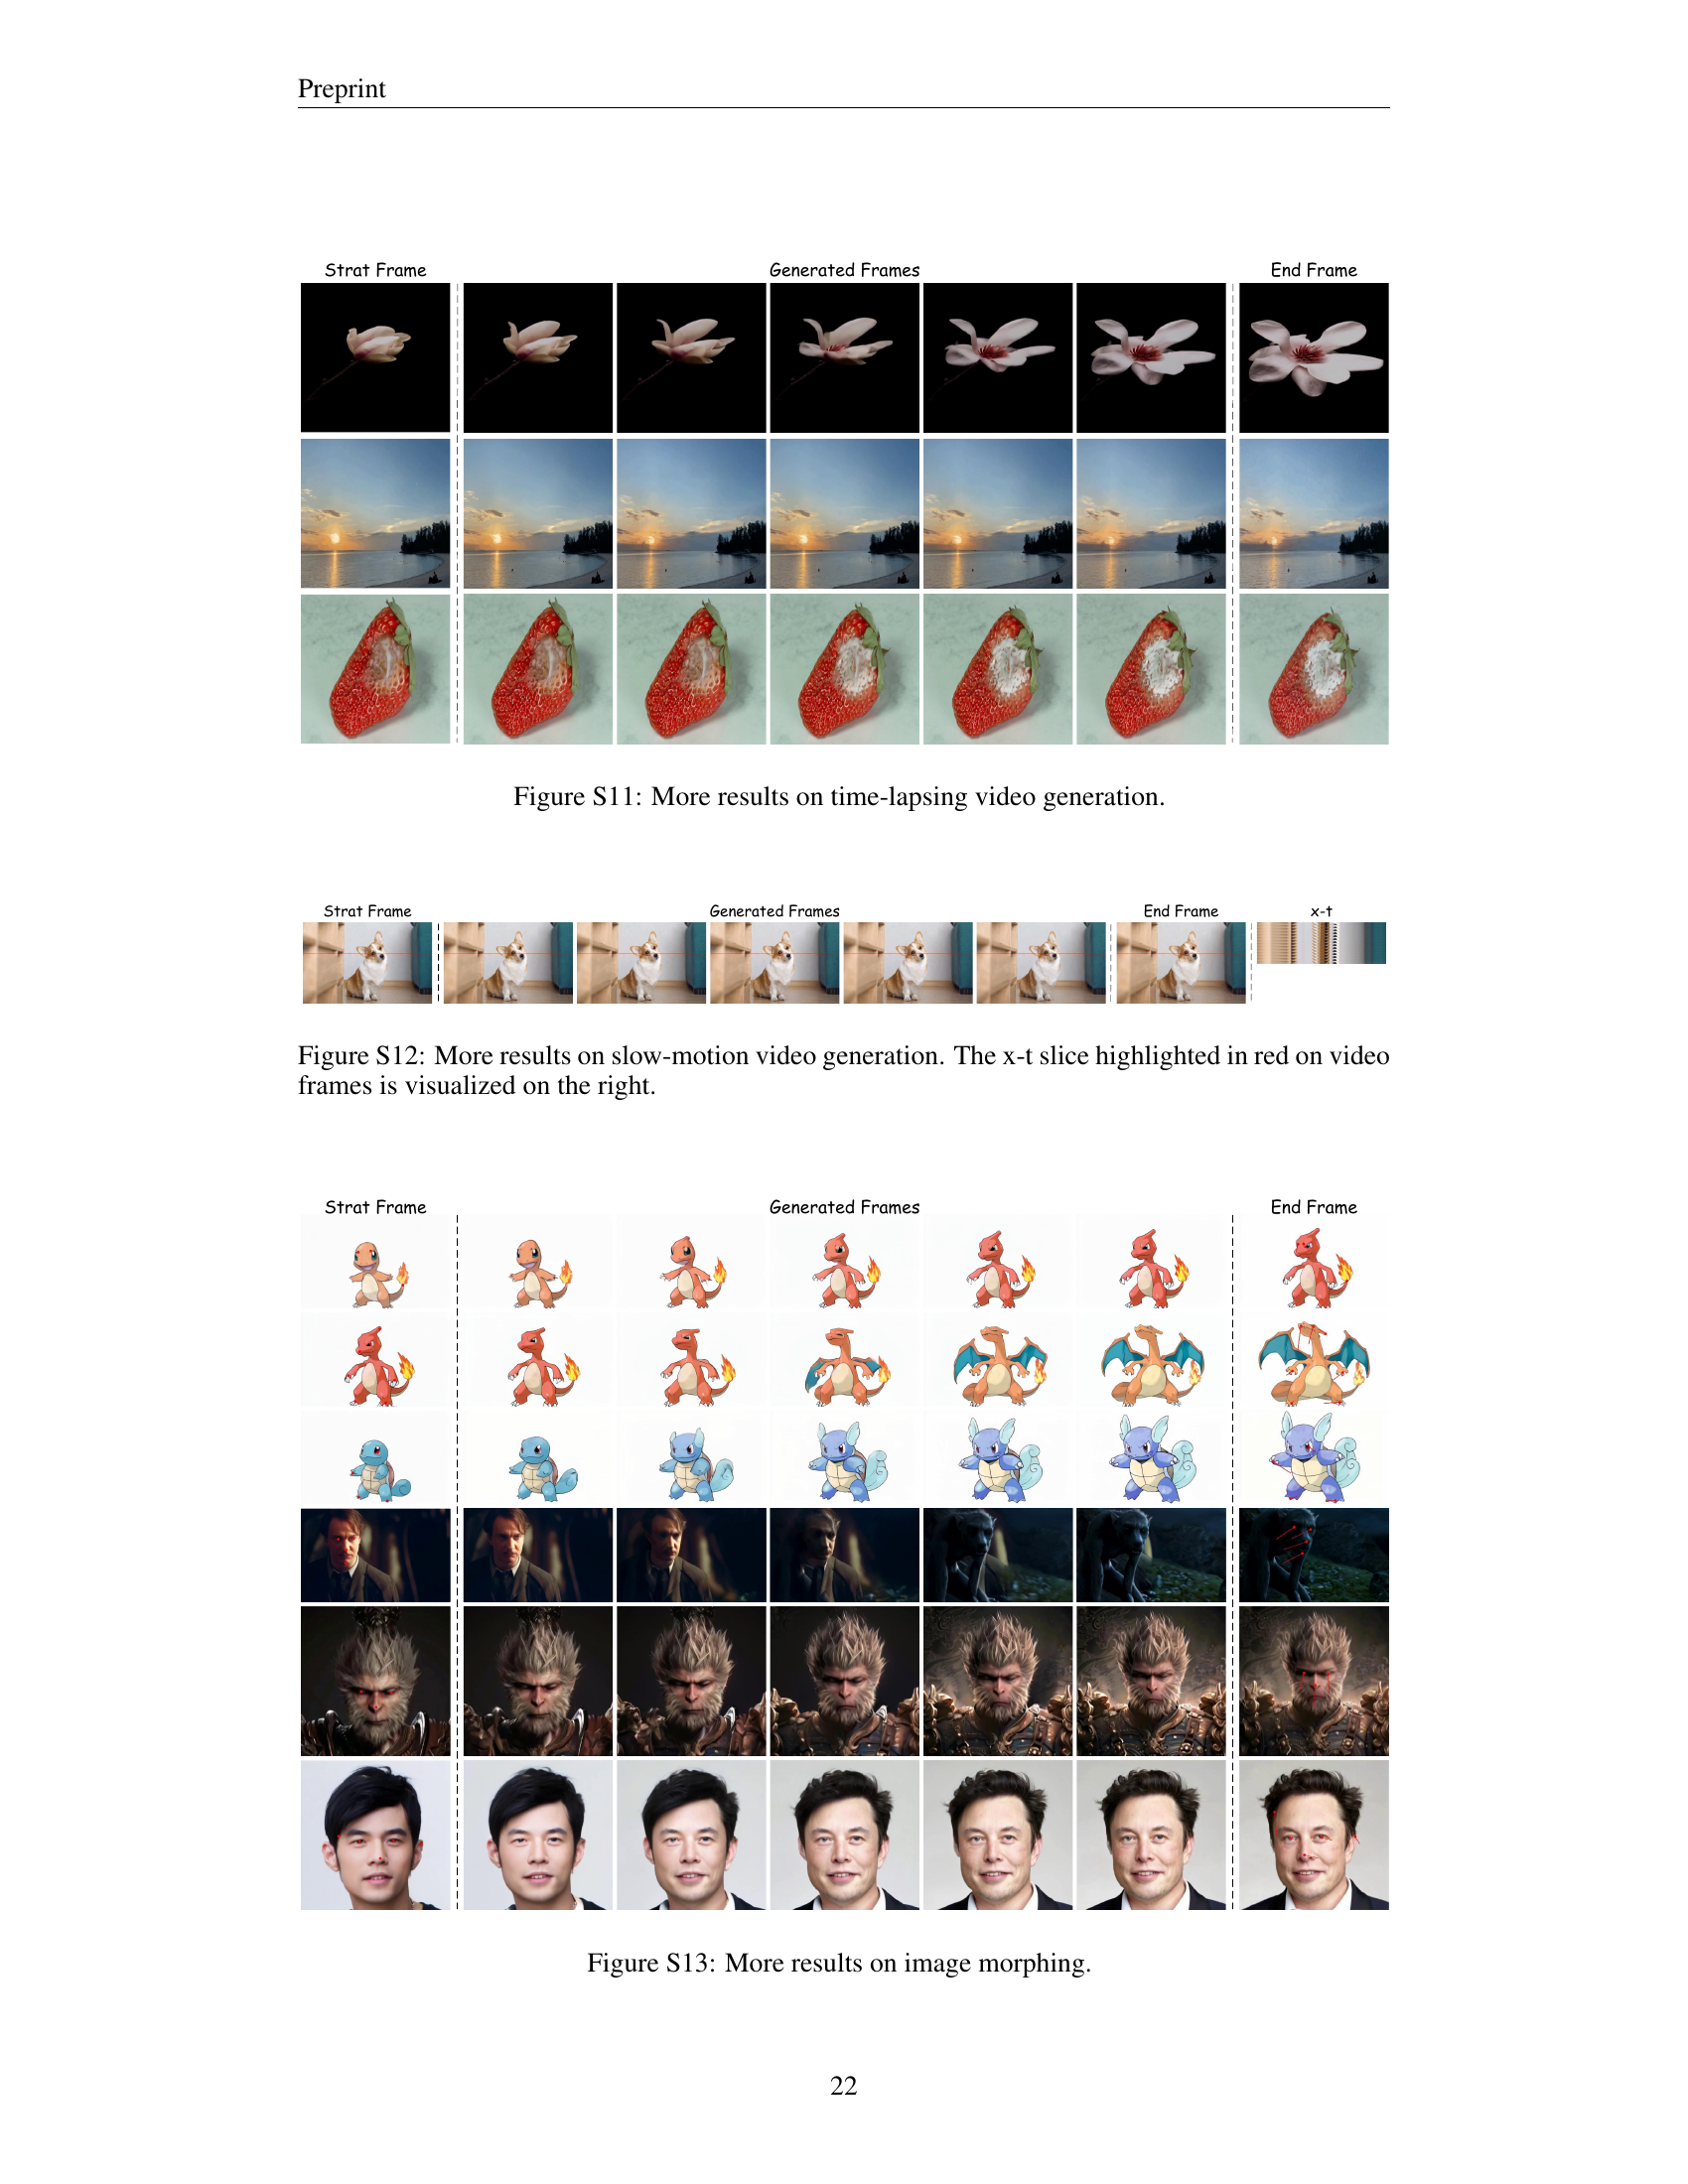 Preprint
Strat Frame Generated Frames End Frame
Figure S11: More results on time-lapsing video generation.
Strat Frame Generated Frames End Frame x-t
Figure S12: More results on slow-motion video generation. The x-t slice highlighted in red on video
frames is visualized on the right.
Strat Frame Generated Frames End Frame
Figure S13: More results on image morphing.
22